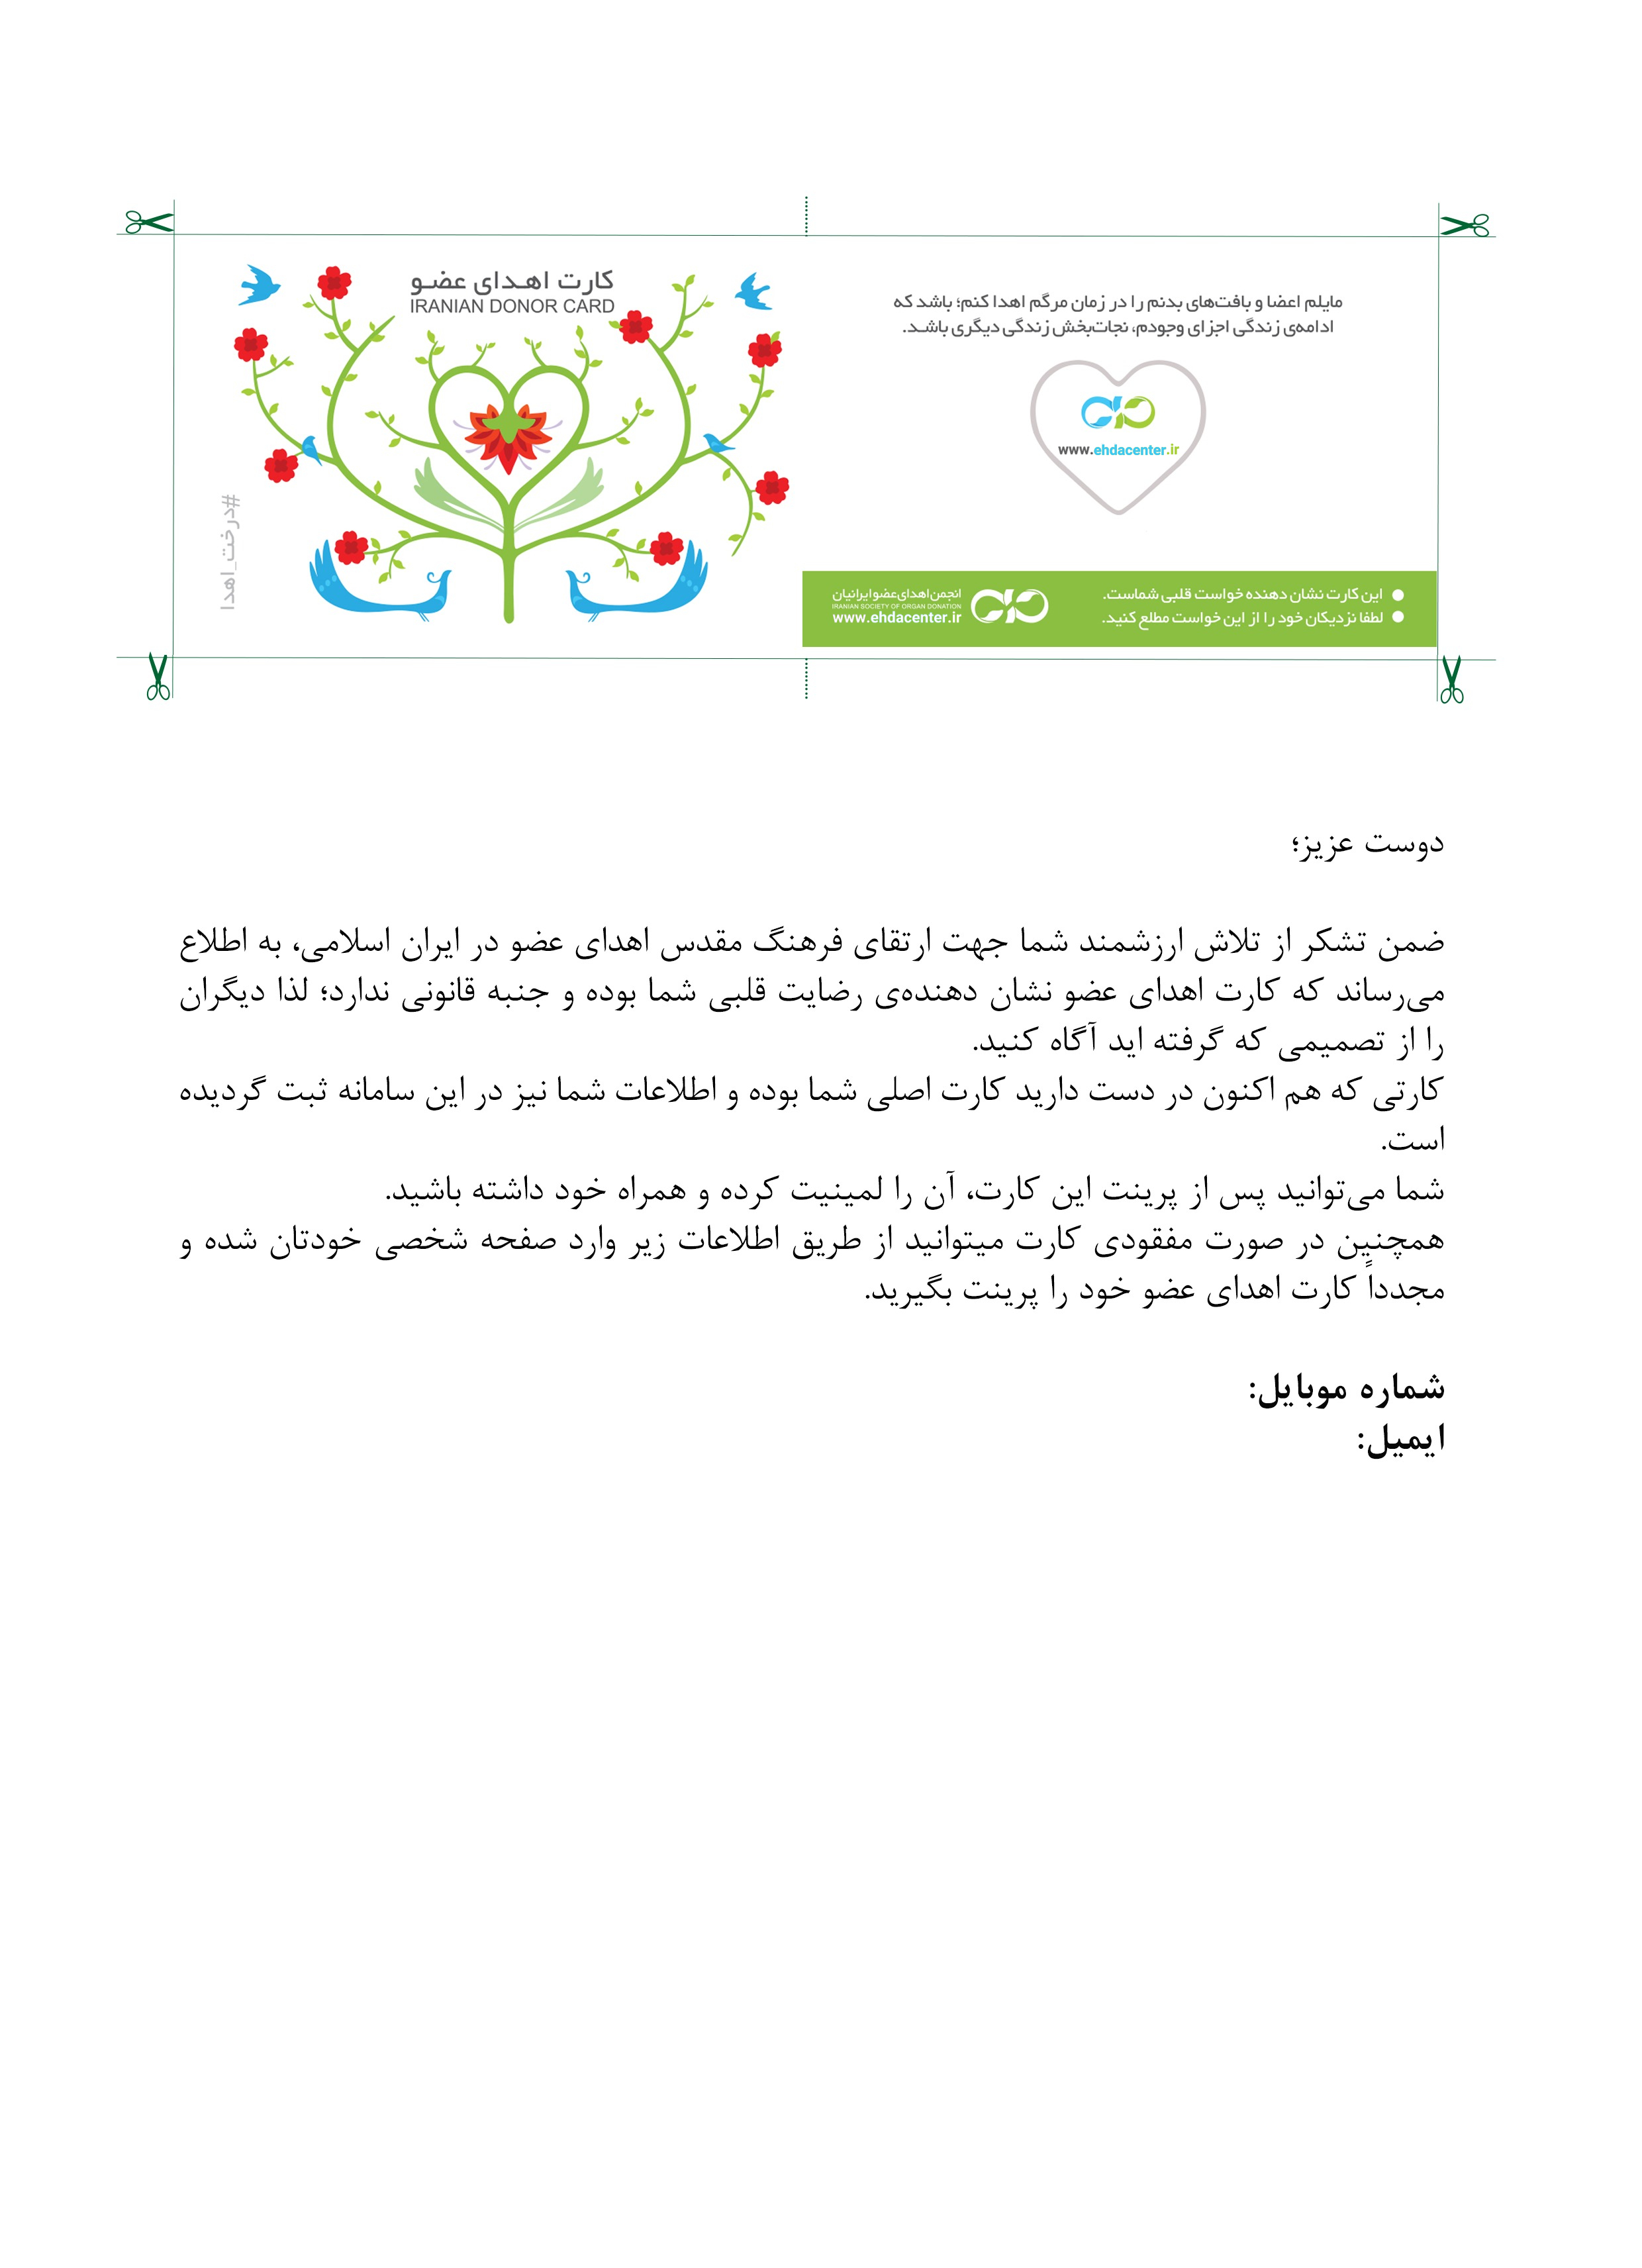 کارت اهدای عضو
IRANIAN DONOR CARD
#درخت_اهدا
مایلم اعضا و بافت‌های بدنم را در زمان مرگم اهدا کنم؛ باشد که
ادامه‌ی زندگی اجزای وجودم، نجات‌بخش زندگی دیگری باشد.
www.ehdacenter.ir
این کارت نشان دهنده خواست قلبی شماست.
لطفا نزدیکان خود را از این خواست مطلع کنید.
انجمن اهدای عضو ایرانیان
IRANIAN SOCIETY OF ORGAN DONATION
www.ehdacenter.ir
دوست عزیز؛
ضمن تشکر از تلاش ارزشمند شما جهت ارتقای فرهنگ مقدس اهدای عضو در ایران اسلامی، به اطلاع
می‌رساند که کارت اهدای عضو نشان دهنده‌ی رضایت قلبی شما بوده و جنبه قانونی ندارد؛ لذا دیگران
را از تصمیمی که گرفته اید آگاه کنید.
کارتی که هم اکنون در دست دارید کارت اصلی شما بوده و اطلاعات شما نیز در این سامانه ثبت گردیده
است.
شما می‌توانید پس از پرینت این کارت، آن را لمینیت کرده و همراه خود داشته باشید.
همچنین در صورت مفقودی کارت میتوانید از طریق اطلاعات زیر وارد صفحه شخصی خودتان شده و
مجدداً کارت اهدای عضو خود را پرینت بگیرید.
شماره موبایل:
ایمیل: